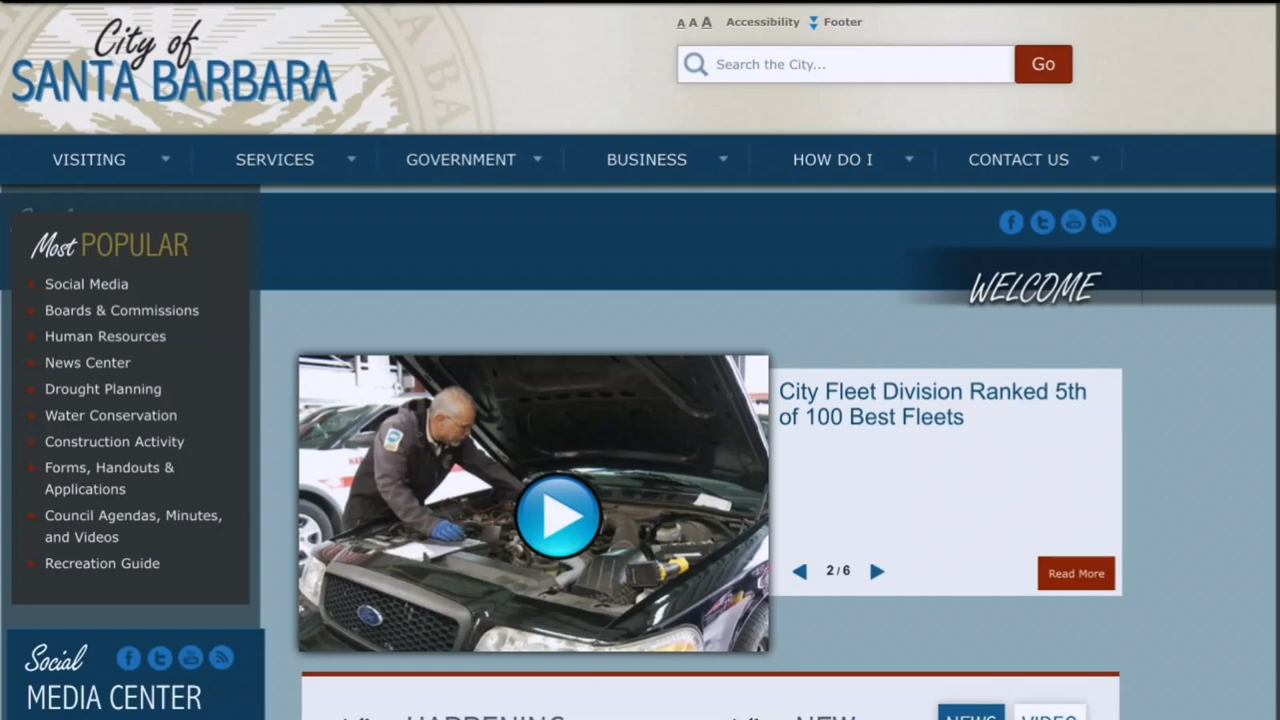 City of
SANTA BARBARA
A A A Accessibility Footer
Search the City...
Go
VISITING
SERVICES
GOVERNMENT
BUSINESS
HOW DO I
CONTACT US
WELCOME
Most POPULAR
Social Media
Boards & Commissions
Human Resources
News Center
Drought Planning
Water Conservation
Construction Activity
Forms, Handouts &
Applications
Council Agendas, Minutes,
and Videos
Recreation Guide
City Fleet Division Ranked 5th
of 100 Best Fleets
2/6
Read More
Ford
Social
MEDIA CENTER
HAPPENING
NEW
NEWS
VIDEO